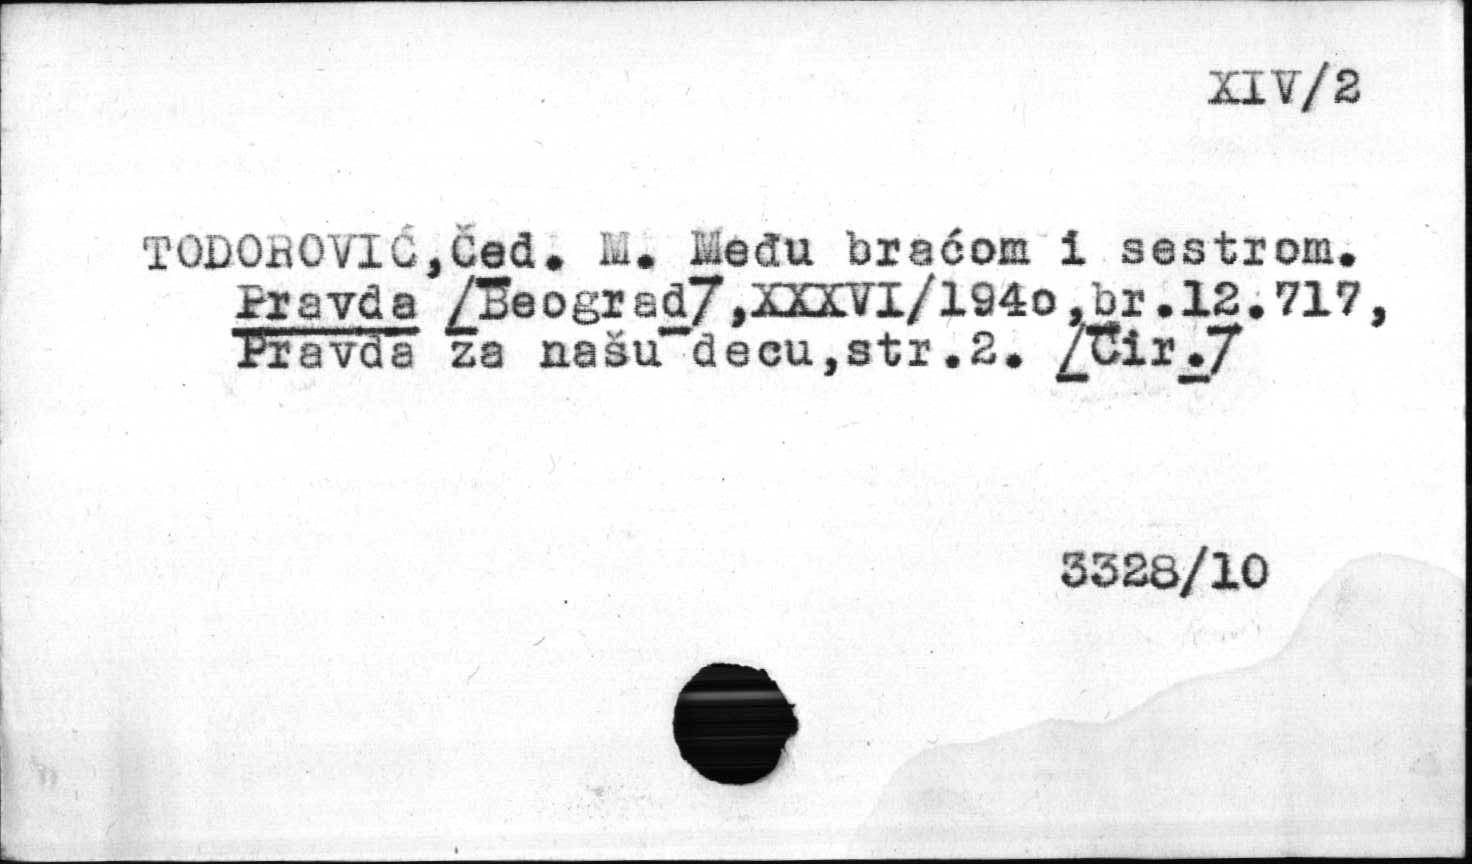 XIV/2
TODOROVIĆ,Čed. M. Među braćom i sestrom.
Pravda /Beograd/,XXXVI/194o,br.12.717,
Pravda za našu decu,str.2. /Ćir./
3328/10